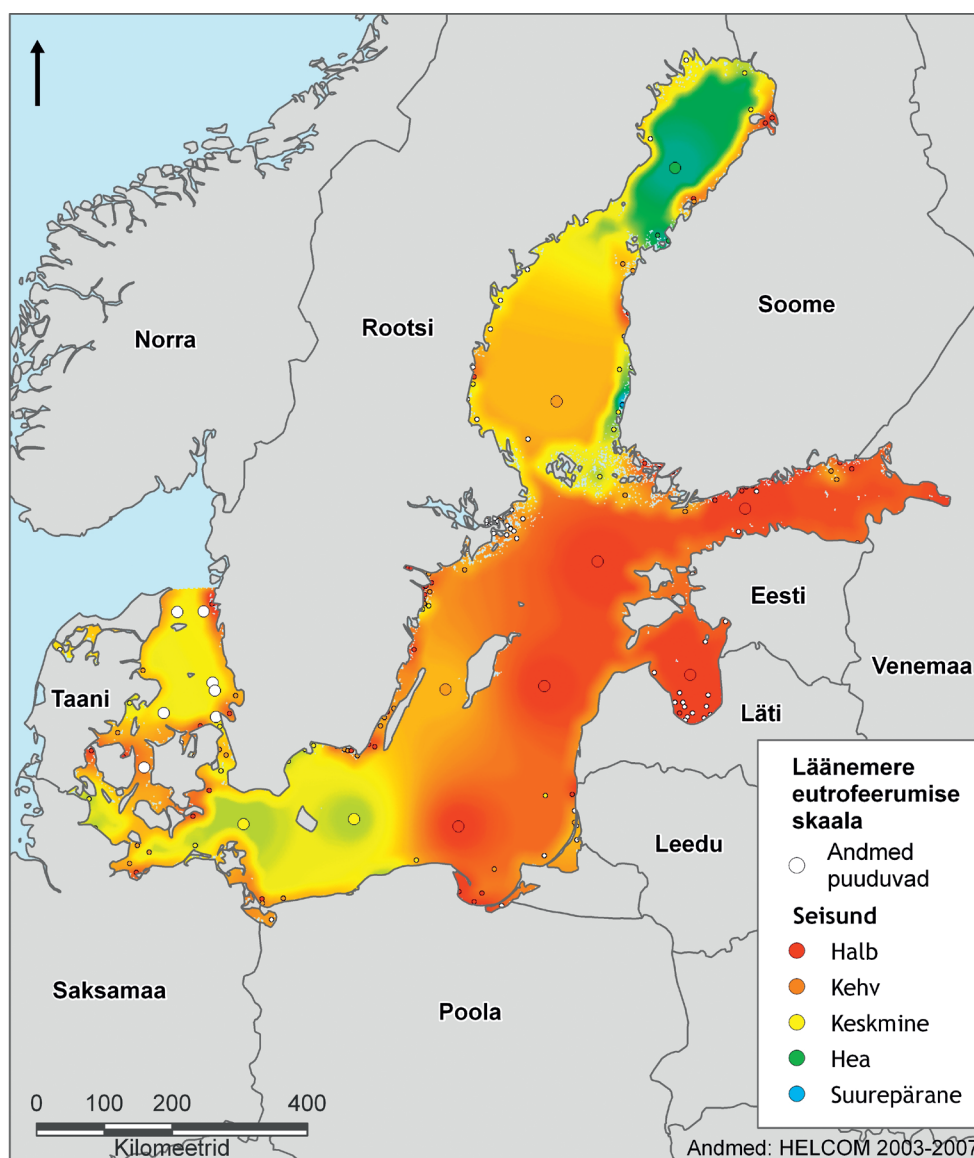 Norra
Rootsi
Soome
Eesti
Venemaa
Taani
Läti
Leedu
Saksamaa
Poola
Läänemere
eutrofeerumise
skaala
Andmed
puuduvad
Seisund
Halb
Kehv
Keskmine
Hea
Suurepärane
0 100 200 400
Kilomeetrid
Andmed: HELCOM 2003-2007